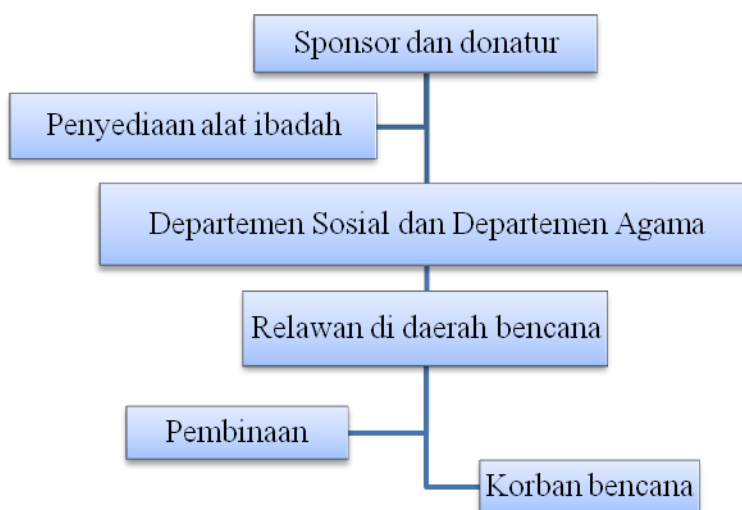 Sponsor dan donatur
Penyediaan alat ibadah
Departemen Sosial dan Departemen Agama
Relawan di daerah bencana
Pembinaan
Korban bencana